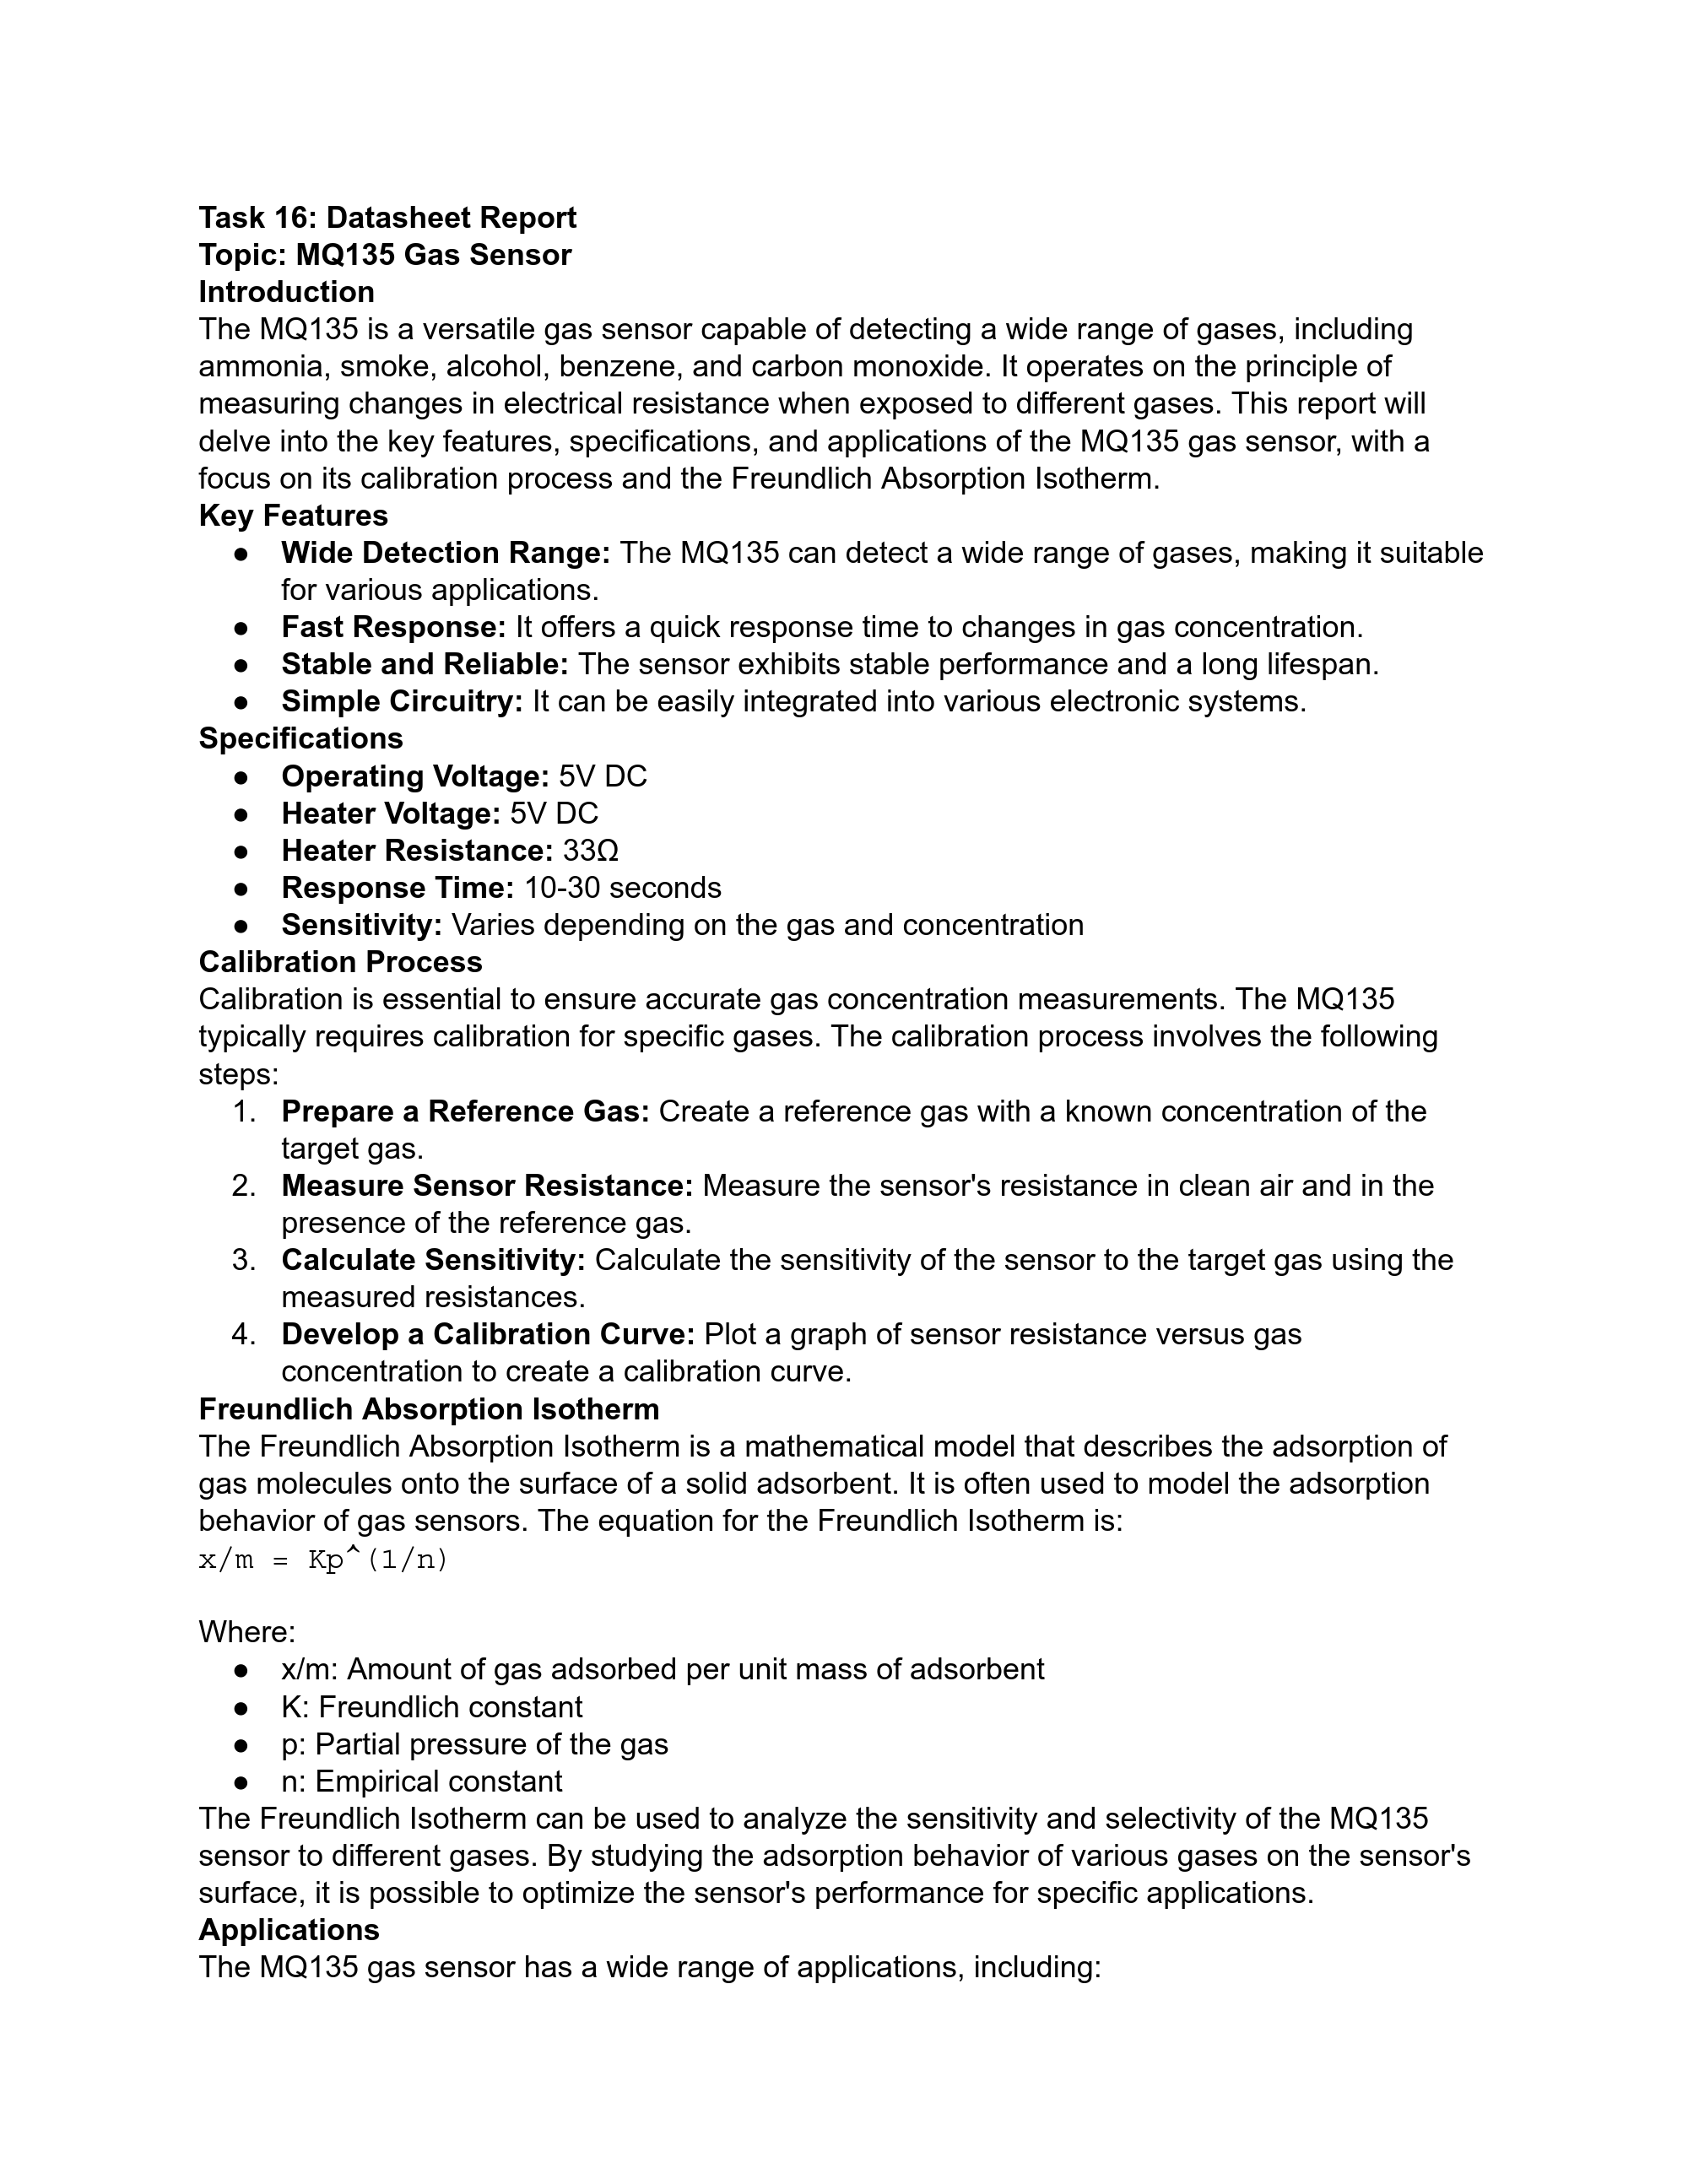 Task 16: Datasheet Report
Topic: MQ135 Gas Sensor
Introduction
The MQ135 is a versatile gas sensor capable of detecting a wide range of gases, including
ammonia, smoke, alcohol, benzene, and carbon monoxide. It operates on the principle of
measuring changes in electrical resistance when exposed to different gases. This report will
delve into the key features, specifications, and applications of the MQ135 gas sensor, with a
focus on its calibration process and the Freundlich Absorption Isotherm.
Key Features
● Wide Detection Range: The MQ135 can detect a wide range of gases, making it suitable
for various applications.
● Fast Response: It offers a quick response time to changes in gas concentration.
● Stable and Reliable: The sensor exhibits stable performance and a long lifespan.
● Simple Circuitry: It can be easily integrated into various electronic systems.
Specifications
● Operating Voltage: 5V DC
● Heater Voltage: 5V DC
● Heater Resistance: 33Ω
● Response Time: 10-30 seconds
● Sensitivity: Varies depending on the gas and concentration
Calibration Process
Calibration is essential to ensure accurate gas concentration measurements. The MQ135
typically requires calibration for specific gases. The calibration process involves the following
steps:
1. Prepare a Reference Gas: Create a reference gas with a known concentration of the
target gas.
2. Measure Sensor Resistance: Measure the sensor's resistance in clean air and in the
presence of the reference gas.
3. Calculate Sensitivity: Calculate the sensitivity of the sensor to the target gas using the
measured resistances.
4. Develop a Calibration Curve: Plot a graph of sensor resistance versus gas
concentration to create a calibration curve.
Freundlich Absorption Isotherm
The Freundlich Absorption Isotherm is a mathematical model that describes the adsorption of
gas molecules onto the surface of a solid adsorbent. It is often used to model the adsorption
behavior of gas sensors. The equation for the Freundlich Isotherm is:
x/m = Kp^(1/n)
Where:
● x/m: Amount of gas adsorbed per unit mass of adsorbent
● K: Freundlich constant
● p: Partial pressure of the gas
● n: Empirical constant
The Freundlich Isotherm can be used to analyze the sensitivity and selectivity of the MQ135
sensor to different gases. By studying the adsorption behavior of various gases on the sensor's
surface, it is possible to optimize the sensor's performance for specific applications.
Applications
The MQ135 gas sensor has a wide range of applications, including: